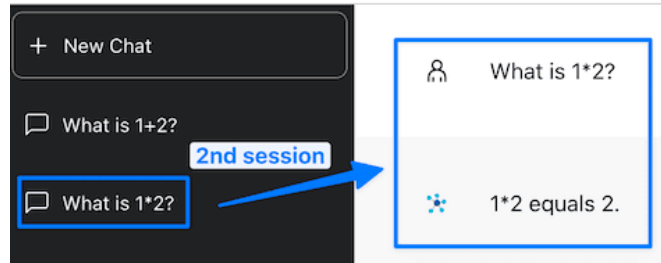 + New Chat
What is 1+2?
2nd session
What is 1*2?
What is 1*2?
1*2 equals 2.